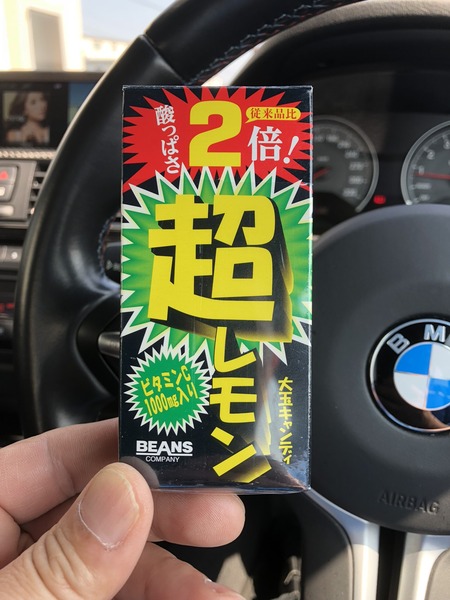 酸っぱさ
2倍!
従来品比
超レモン
大玉キャンディ
ビタミンC
1000mg入り
BEANS
COMPANY
BMW
AIRBAG